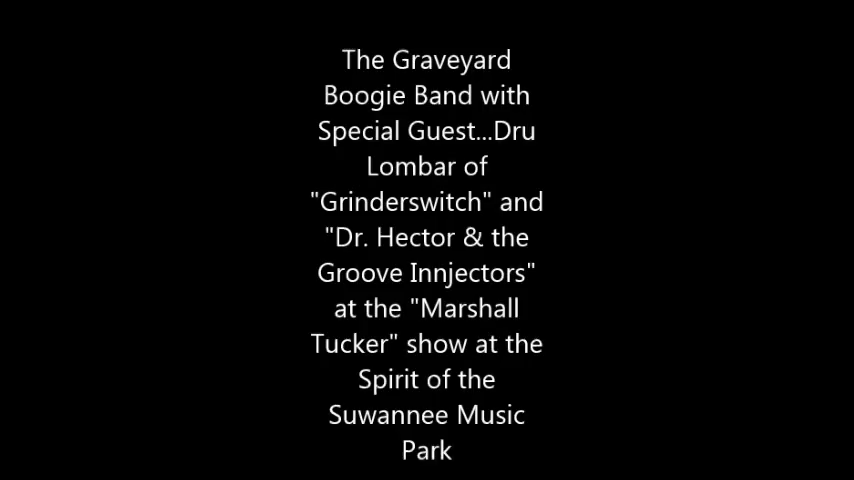 The Graveyard
Boogie Band with
Special Guest...Dru
Lombar of
"Grinderswitch" and
"Dr. Hector & the
Groove Innjectors"
at the "Marshall
Tucker" show at the
Spirit of the
Suwannee Music
Park